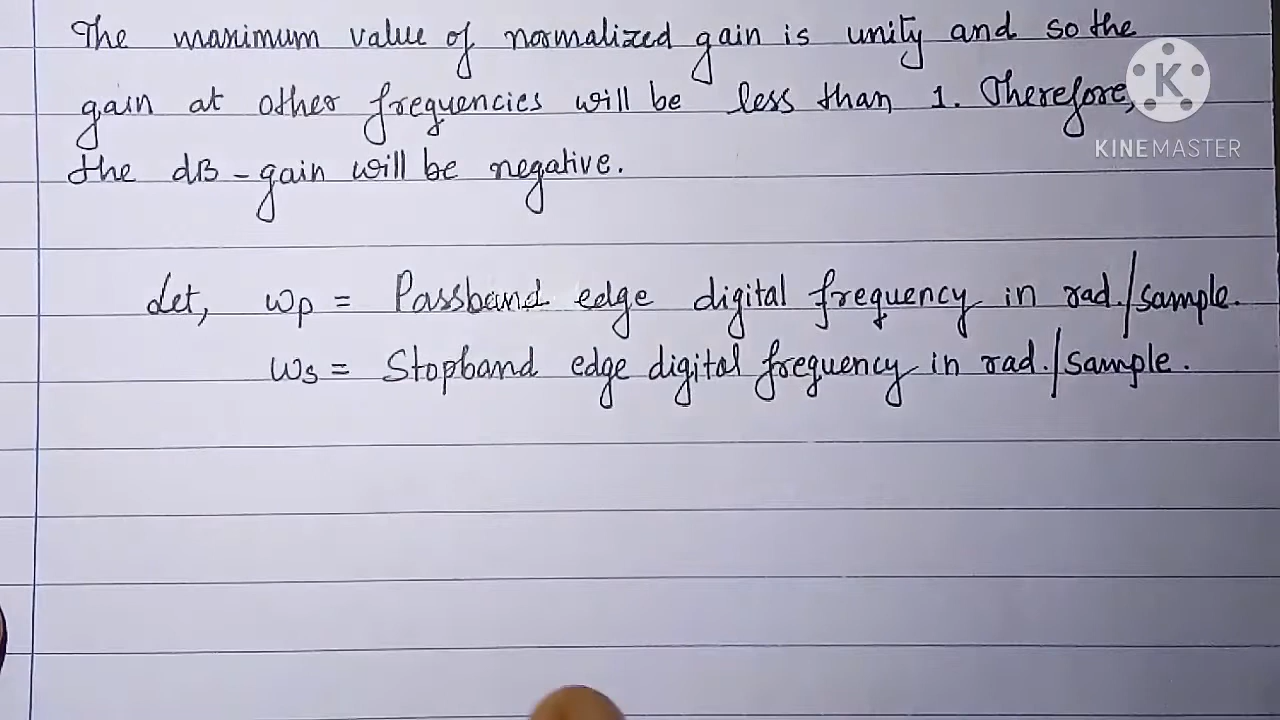 The maximum value of normalized gain is unity and so the
gain at other frequencies will be less than 1. Therefore,
the dB-gain will be negative.
Let, ωp = Passband edge digital frequency in rad./sample.
ωs = Stopband edge digital frequency in rad./sample.
K
KINEMASTER